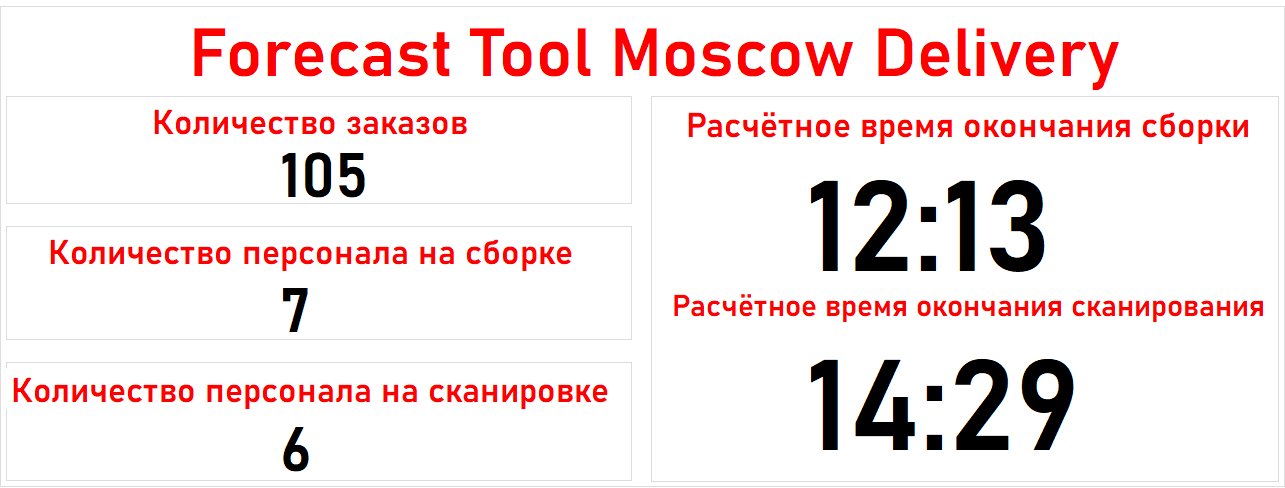 Forecast Tool Moscow Delivery
Количество заказов
105
Количество персонала на сборке
7
Количество персонала на сканировке
6
Расчётное время окончания сборки
12:13
Расчётное время окончания сканирования
14:29